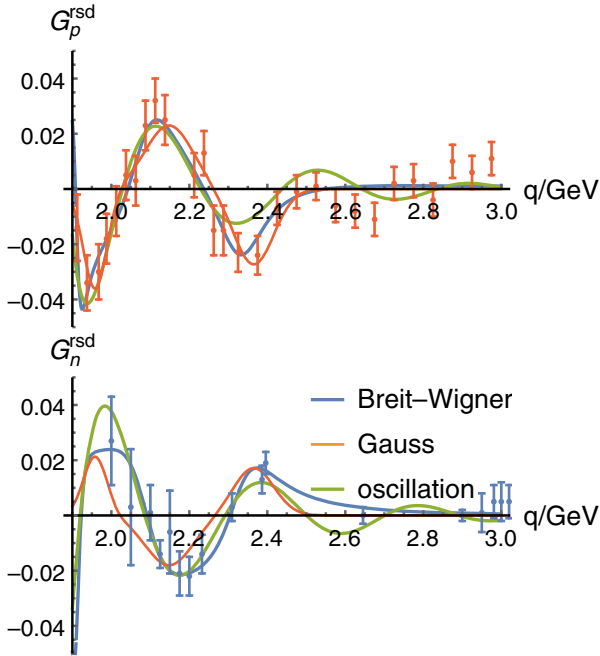 G_p^rsd
0.04
0.02
2.0 2.2 2.4 2.6 2.8 3.0 q/GeV
−0.02
−0.04
G_n^rsd
0.04
Breit–Wigner
Gauss
0.02
oscillation
2.0 2.2 2.4 2.6 2.8 3.0 q/GeV
−0.02
−0.04